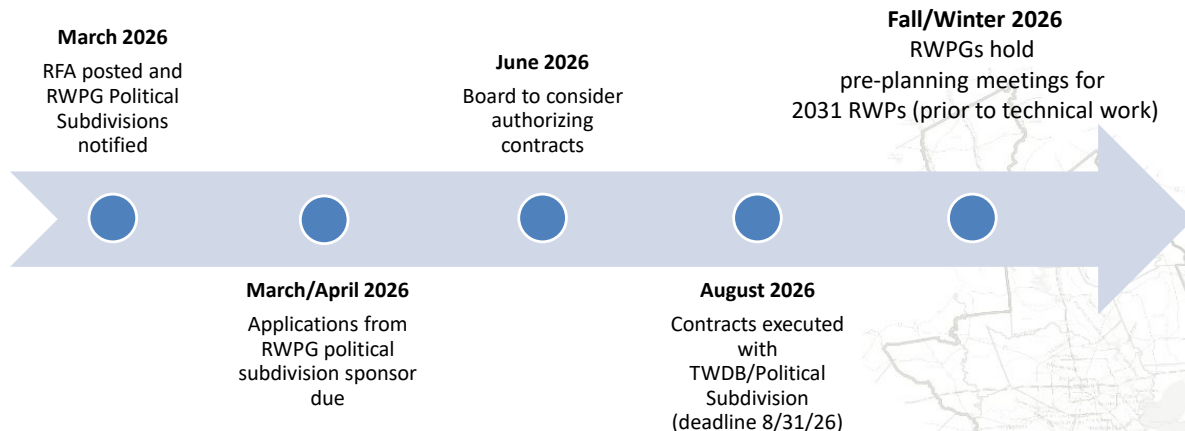 March 2026
RFA posted and
RWPG Political
Subdivisions
notified
March/April 2026
Applications from
RWPG political
subdivision sponsor
due
June 2026
Board to consider
authorizing
contracts
August 2026
Contracts executed
with
TWDB/Political
Subdivision
(deadline 8/31/26)
Fall/Winter 2026
RWPGs hold
pre-planning meetings for
2031 RWPs (prior to technical work)